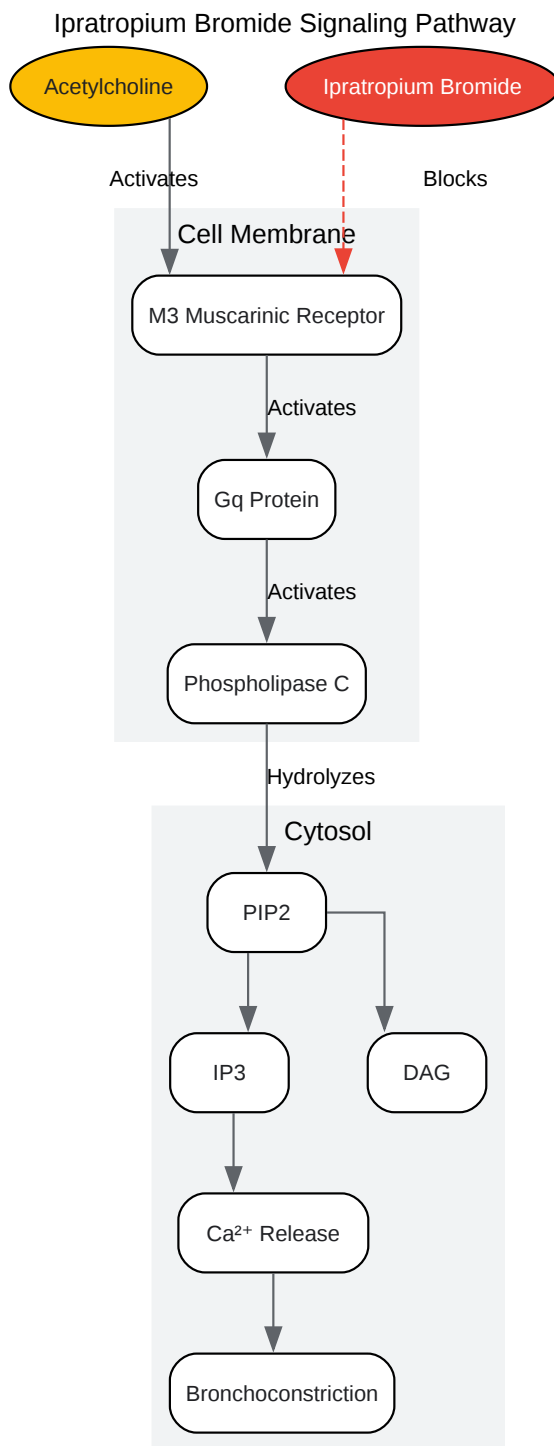 Ipratropium Bromide Signaling Pathway
Acetylcholine
Ipratropium Bromide
Activates
Blocks
Cell Membrane
M3 Muscarinic Receptor
Activates
Gq Protein
Activates
Phospholipase C
Hydrolyzes
Cytosol
PIP2
IP3
DAG
Ca²⁺ Release
Bronchoconstriction